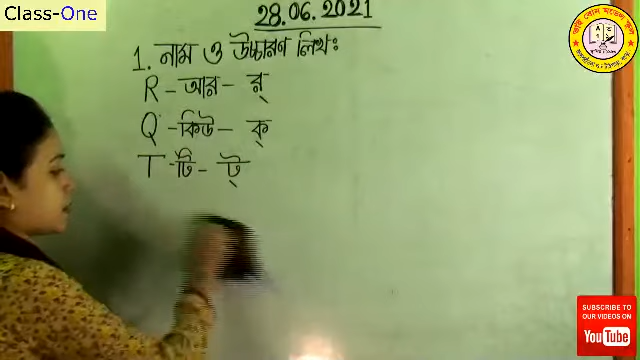 Class-One
28.06.2021
1. নাম ও উচ্চারণ লিখঃ
R - আর - র্
Q - কিউ - ক্
T - টি - ট্
SUBSCRIBE TO
OUR VIDEOS ON
YouTube